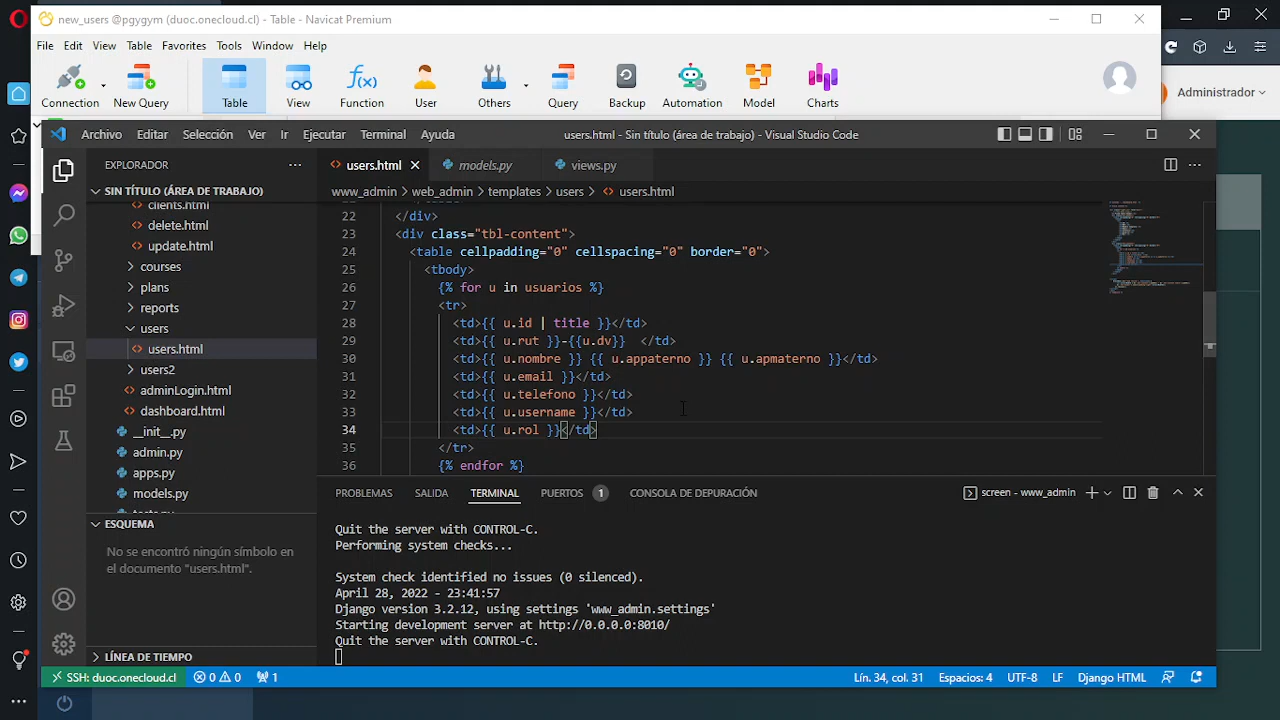 new_users @pgygym (duoc.onecloud.cl) - Table - Navicat Premium
File Edit View Table Favorites Tools Window Help
Connection New Query Table View Function User Others Query Backup Automation Model Charts
Administrador
Archivo Editar Selección Ver Ir Ejecutar Terminal Ayuda
users.html - Sin título (área de trabajo) - Visual Studio Code
EXPLORADOR
SIN TÍTULO (ÁREA DE TRABAJO)
clients.html
delete.html
update.html
courses
plans
reports
users
users.html
users2
adminLogin.html
dashboard.html
__init__.py
admin.py
apps.py
models.py
ESQUEMA
No se encontró ningún símbolo en
el documento "users.html".
LÍNEA DE TIEMPO
users.html models.py views.py
www_admin > web_admin > templates > users > users.html
22 </div>
23 <div class="tbl-content">
24 <table cellpadding="0" cellspacing="0" border="0">
25 <tbody>
26 {% for u in usuarios %}
27 <tr>
28 <td>{{ u.id | title }}</td>
29 <td>{{ u.rut }}-{{u.dv}}  </td>
30 <td>{{ u.nombre }} {{ u.appaterno }} {{ u.apmaterno }}</td>
31 <td>{{ u.email }}</td>
32 <td>{{ u.telefono }}</td>
33 <td>{{ u.username }}</td>
34 <td>{{ u.rol }}</td>
35 </tr>
36 {% endfor %}
PROBLEMAS SALIDA TERMINAL PUERTOS 1 CONSOLA DE DEPURACIÓN
screen - www_admin
Quit the server with CONTROL-C.
Performing system checks...
System check identified no issues (0 silenced).
April 28, 2022 - 23:41:57
Django version 3.2.12, using settings 'www_admin.settings'
Starting development server at http://0.0.0.0:8010/
Quit the server with CONTROL-C.
SSH: duoc.onecloud.cl 0 0 1
Lín. 34, col. 31 Espacios: 4 UTF-8 LF Django HTML